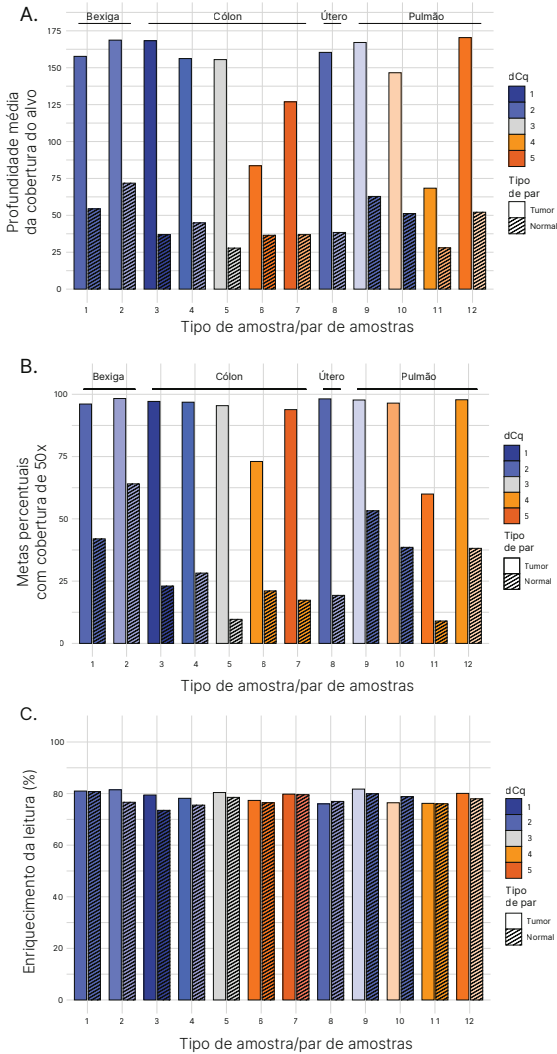 A.
Bexiga Cólon Útero Pulmão
Profundidade média
da cobertura do alvo
175
150
125
100
75
50
25
0
1 2 3 4 5 6 7 8 9 10 11 12
Tipo de amostra/par de amostras
dCq
1
2
3
4
5
Tipo
de par
Tumor
Normal
B.
Bexiga Cólon Útero Pulmão
Metas percentuais
com cobertura de 50x
100
75
50
25
0
1 2 3 4 5 6 7 8 9 10 11 12
Tipo de amostra/par de amostras
dCq
1
2
3
4
5
Tipo
de par
Tumor
Normal
C.
Enriquecimento da leitura (%)
100
80
60
40
20
0
1 2 3 4 5 6 7 8 9 10 11 12
Tipo de amostra/par de amostras
dCq
1
2
3
4
5
Tipo
de par
Tumor
Normal